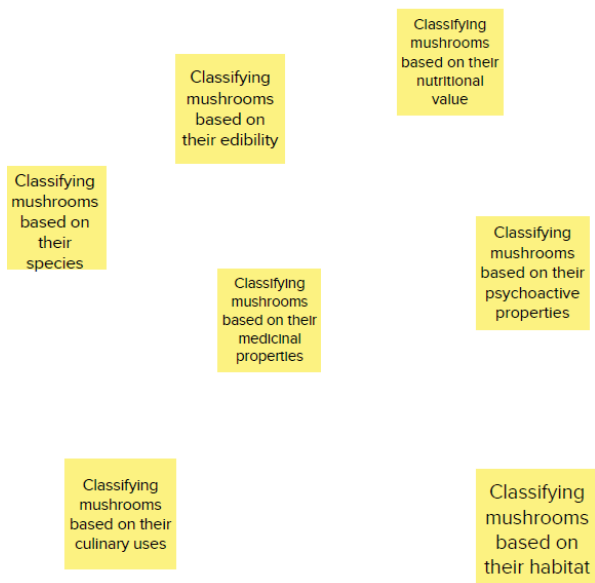 Classifying
mushrooms
based on their
nutritional
value
Classifying
mushrooms
based on
their edibility
Classifying
mushrooms
based on
their
species
Classifying
mushrooms
based on their
psychoactive
properties
Classifying
mushrooms
based on their
medicinal
properties
Classifying
mushrooms
based on their
culinary uses
Classifying
mushrooms
based on
their habitat